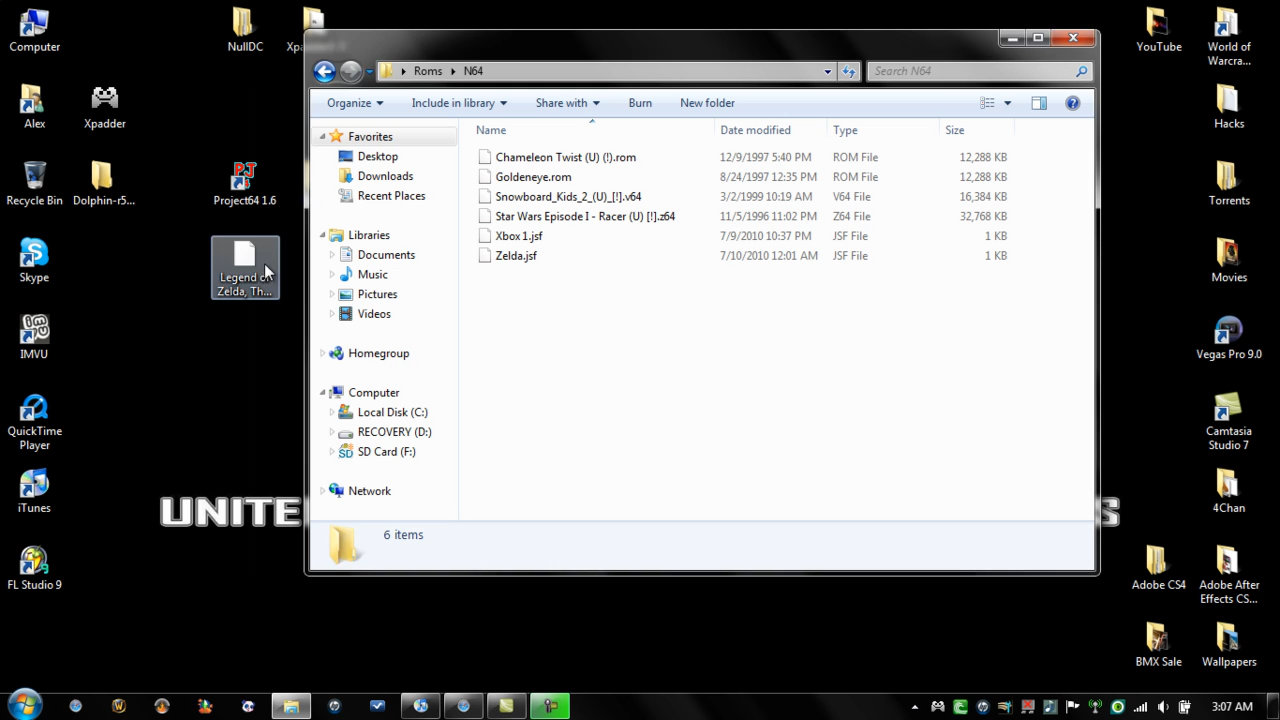 Computer
NullDC
Xpa
YouTube
World of
Warcra...
Roms
N64
Search N64
Organize
Include in library
Share with
Burn
New folder
Alex
Xpadder
Hacks
Name
Date modified
Type
Size
Favorites
Desktop
Downloads
Recent Places
Chameleon Twist (U) (!).rom 12/9/1997 5:40 PM ROM File 12,288 KB
Goldeneye.rom 8/24/1997 12:35 PM ROM File 12,288 KB
Snowboard_Kids_2_(U)_[!].v64 3/2/1999 10:19 AM V64 File 16,384 KB
Star Wars Episode I - Racer (U) [!].z64 11/5/1996 11:02 PM Z64 File 32,768 KB
Xbox 1.jsf 7/9/2010 10:37 PM JSF File 1 KB
Zelda.jsf 7/10/2010 12:01 AM JSF File 1 KB
Recycle Bin
Dolphin-r5...
Project64 1.6
Torrents
Libraries
Documents
Music
Pictures
Videos
Skype
Legend o
Zelda, Th...
Movies
Homegroup
IMVU
Vegas Pro 9.0
Computer
Local Disk (C:)
RECOVERY (D:)
SD Card (F:)
QuickTime
Player
Camtasia
Studio 7
Network
iTunes
4Chan
UNITE
S
6 items
FL Studio 9
Adobe CS4
Adobe After
Effects CS...
BMX Sale
Wallpapers
3:07 AM